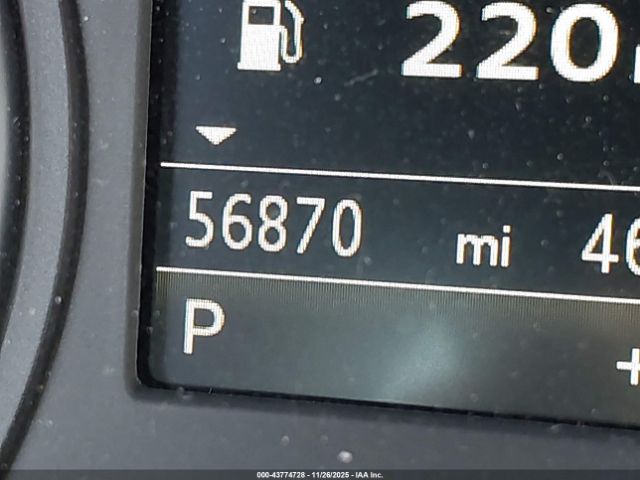 220
56870 mi 46
P +
000-43774728 - 11/26/2025 - IAA Inc.